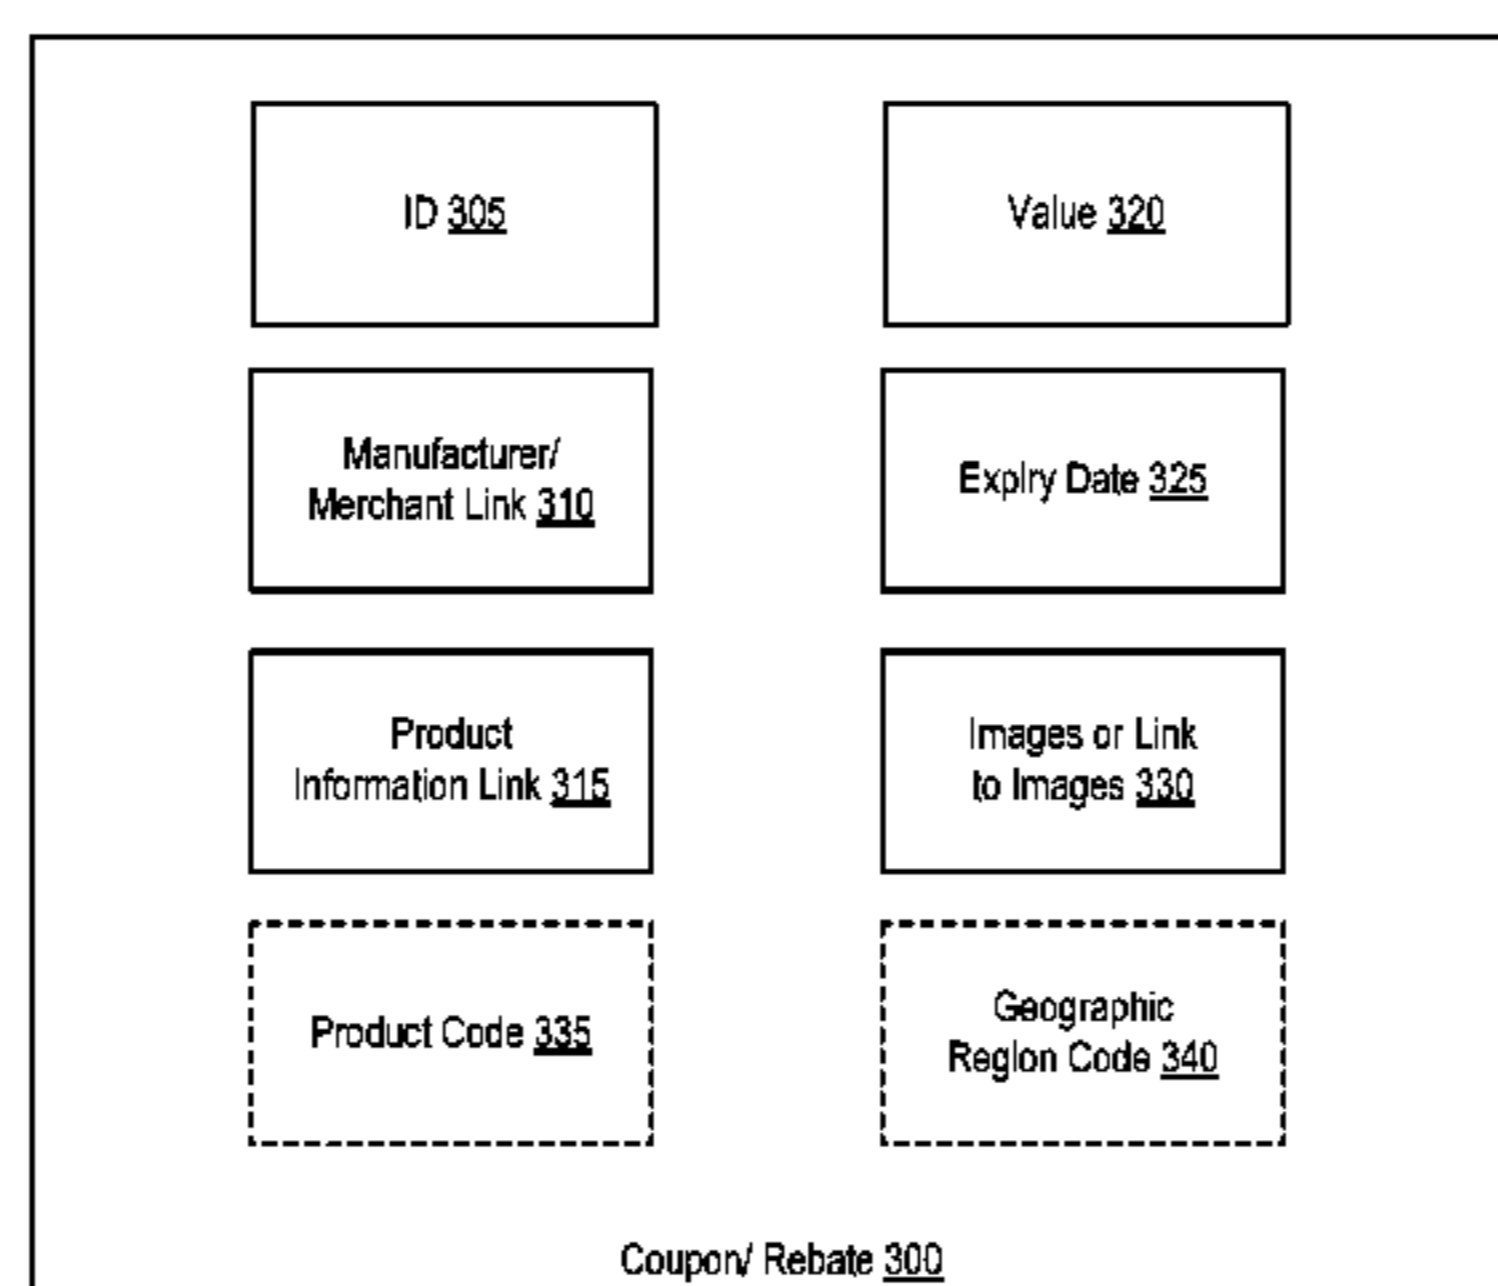 ID 305
Value 320
Manufacturer/
Merchant Link 310
Expiry Date 325
Product
Information Link 315
Images or Link
to Images 330
Product Code 335
Geographic
Region Code 340
Coupon/ Rebate 300